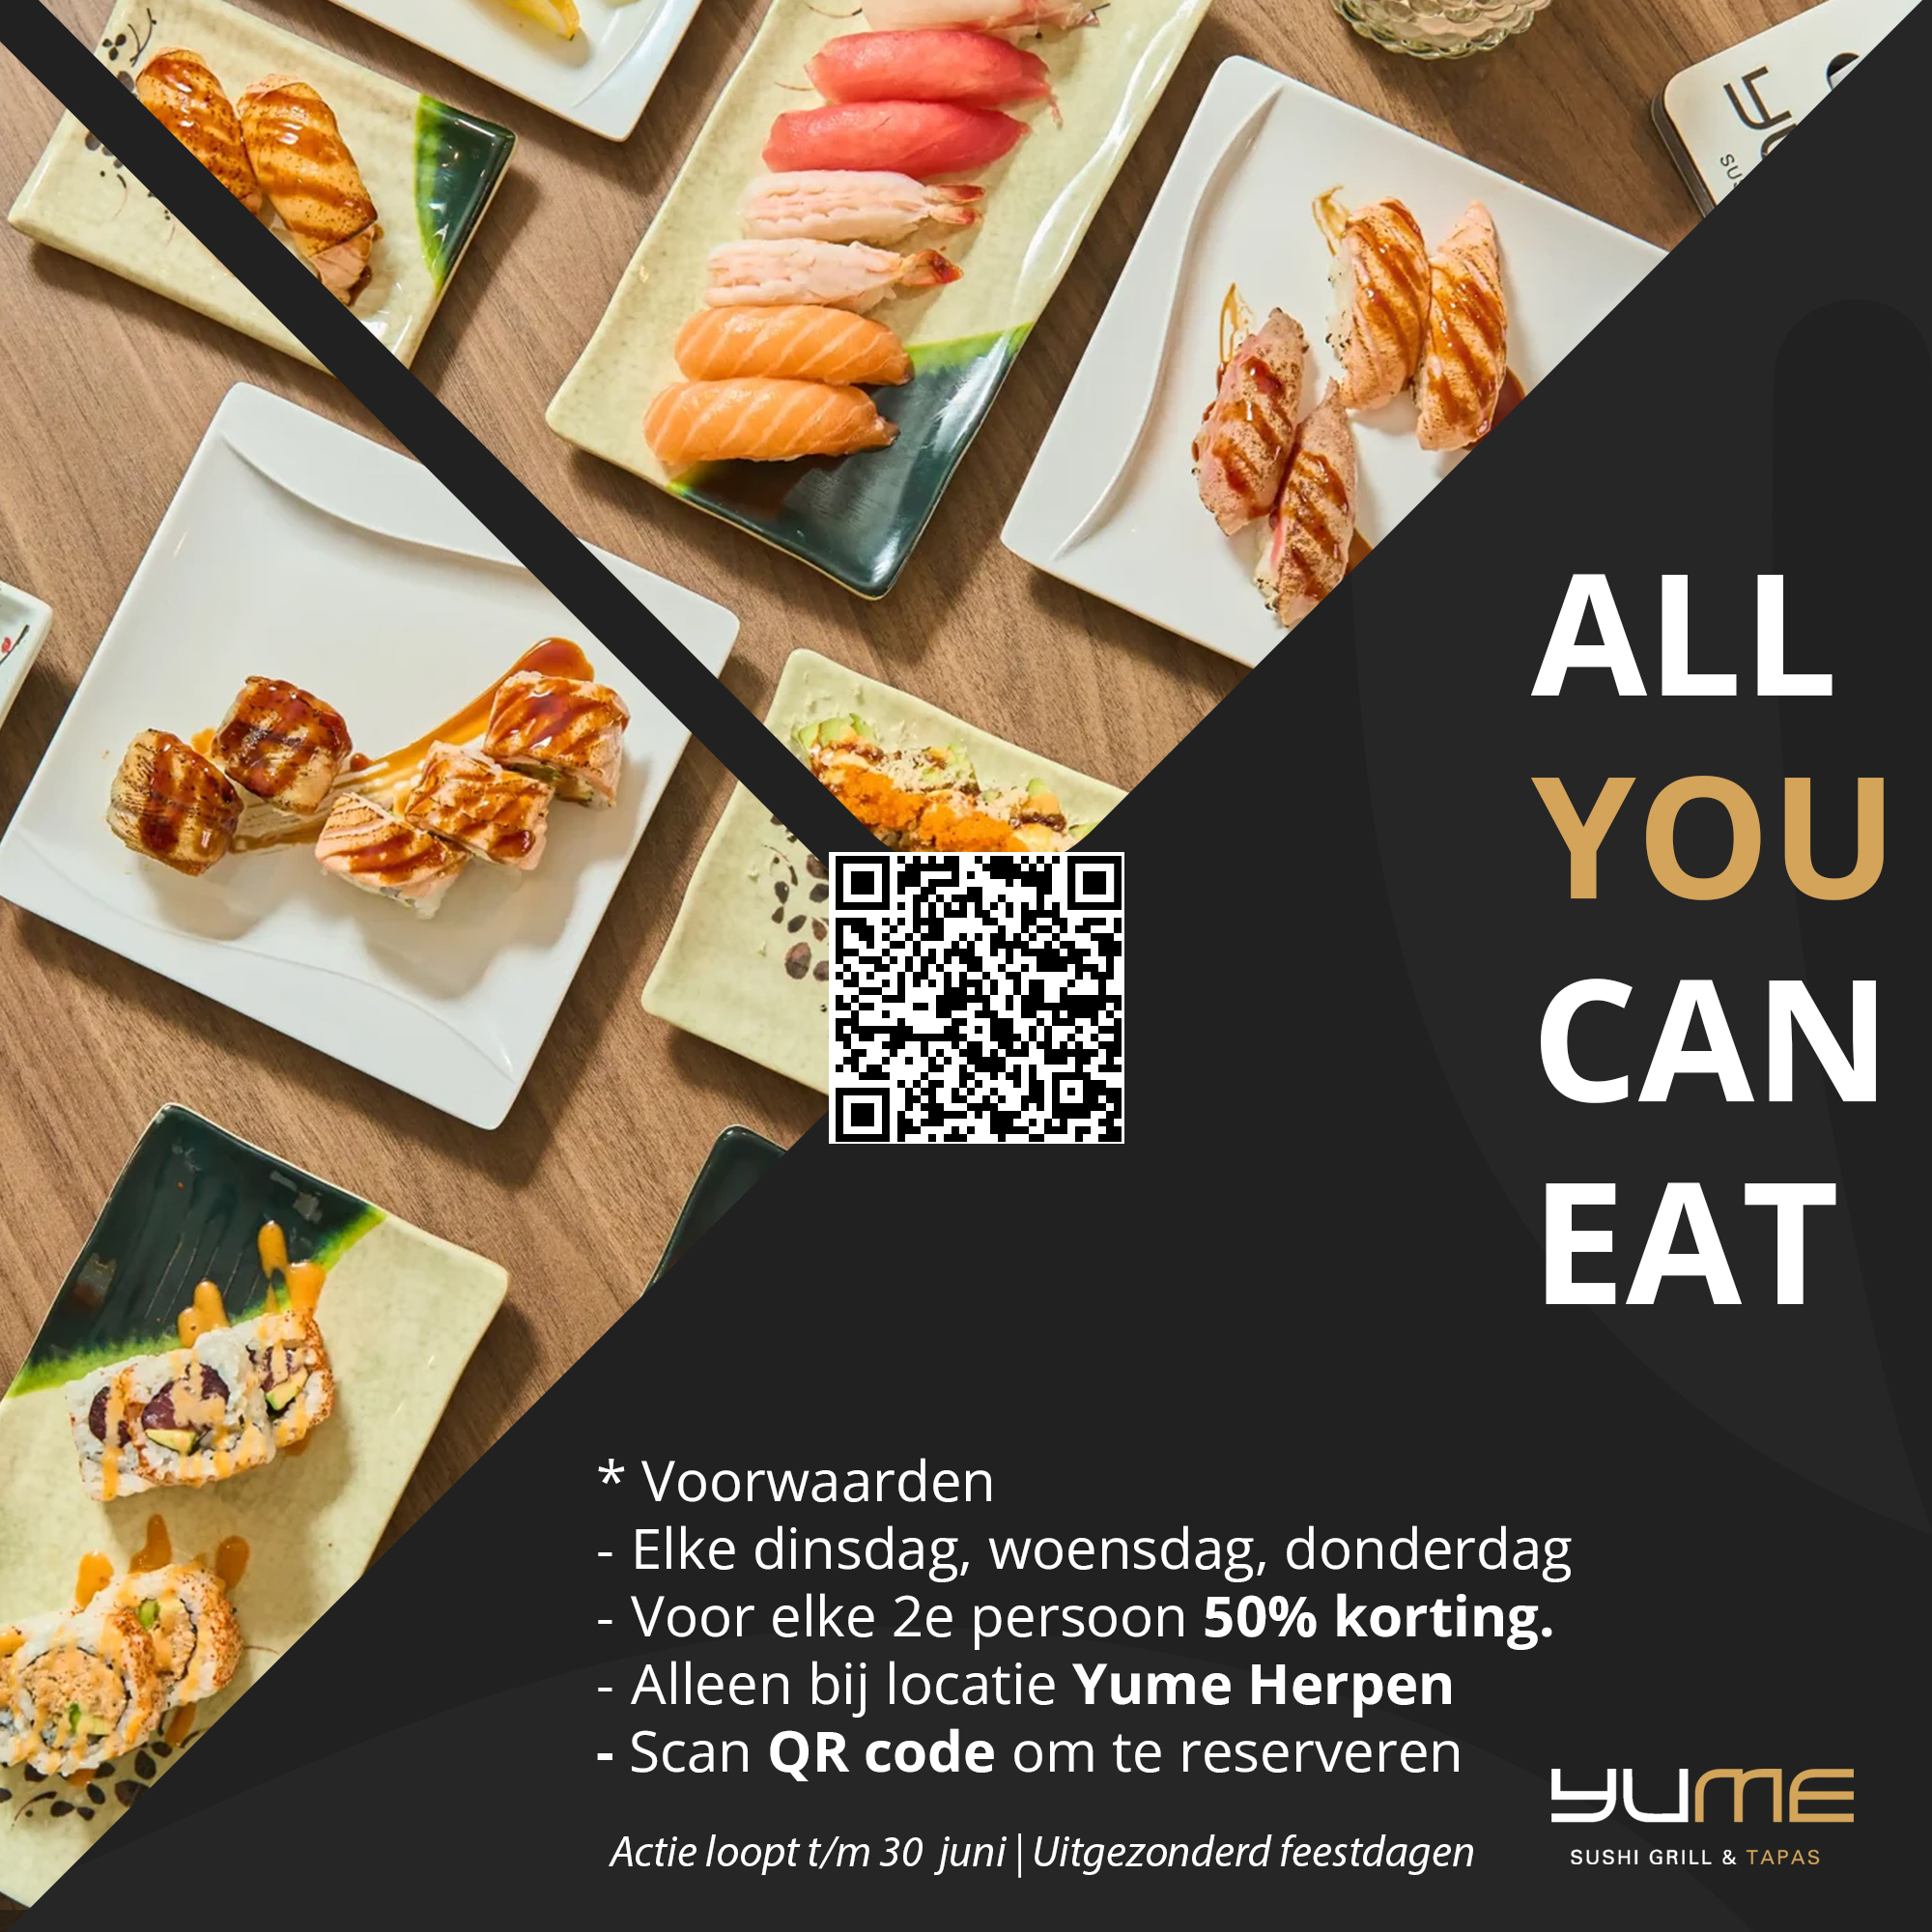 ALL
YOU
CAN
EAT
* Voorwaarden
- Elke dinsdag, woensdag, donderdag
- Voor elke 2e persoon 50% korting.
- Alleen bij locatie Yume Herpen
- Scan QR code om te reserveren
Actie loopt t/m 30 juni | Uitgezonderd feestdagen
YUME
SUSHI GRILL & TAPAS